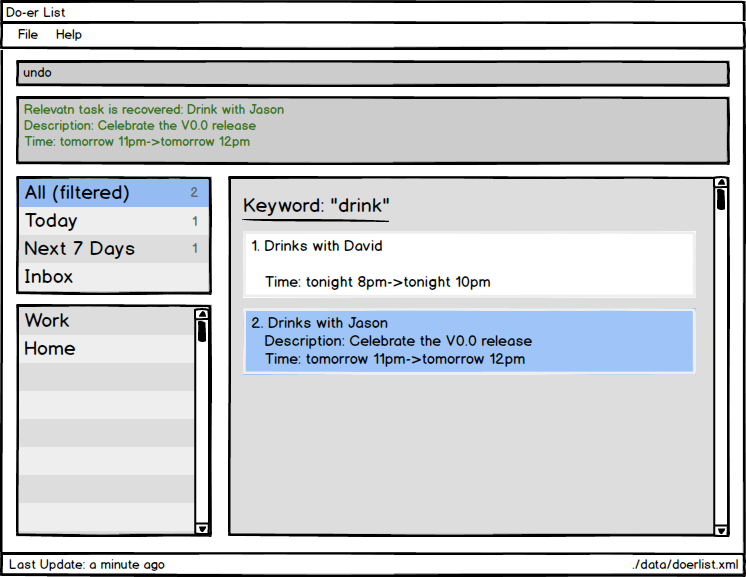 Do-er List
File Help
undo
Relevatn task is recovered: Drink with Jason
Description: Celebrate the V0.0 release
Time: tomorrow 11pm->tomorrow 12pm
All (filtered) 2
Today 1
Next 7 Days 1
Inbox
Work
Home
Keyword: "drink"
1. Drinks with David
Time: tonight 8pm->tonight 10pm
2. Drinks with Jason
Description: Celebrate the V0.0 release
Time: tomorrow 11pm->tomorrow 12pm
Last Update: a minute ago ./data/doerlist.xml